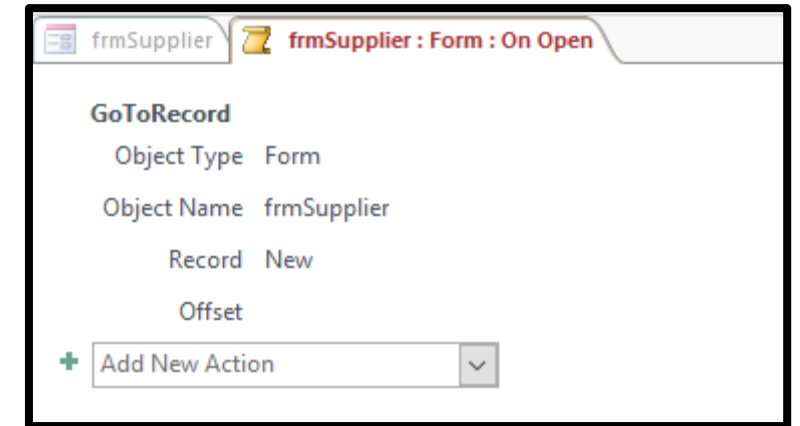 frmSupplier frmSupplier : Form : On Open
GoToRecord
Object Type Form
Object Name frmSupplier
Record New
Offset
Add New Action